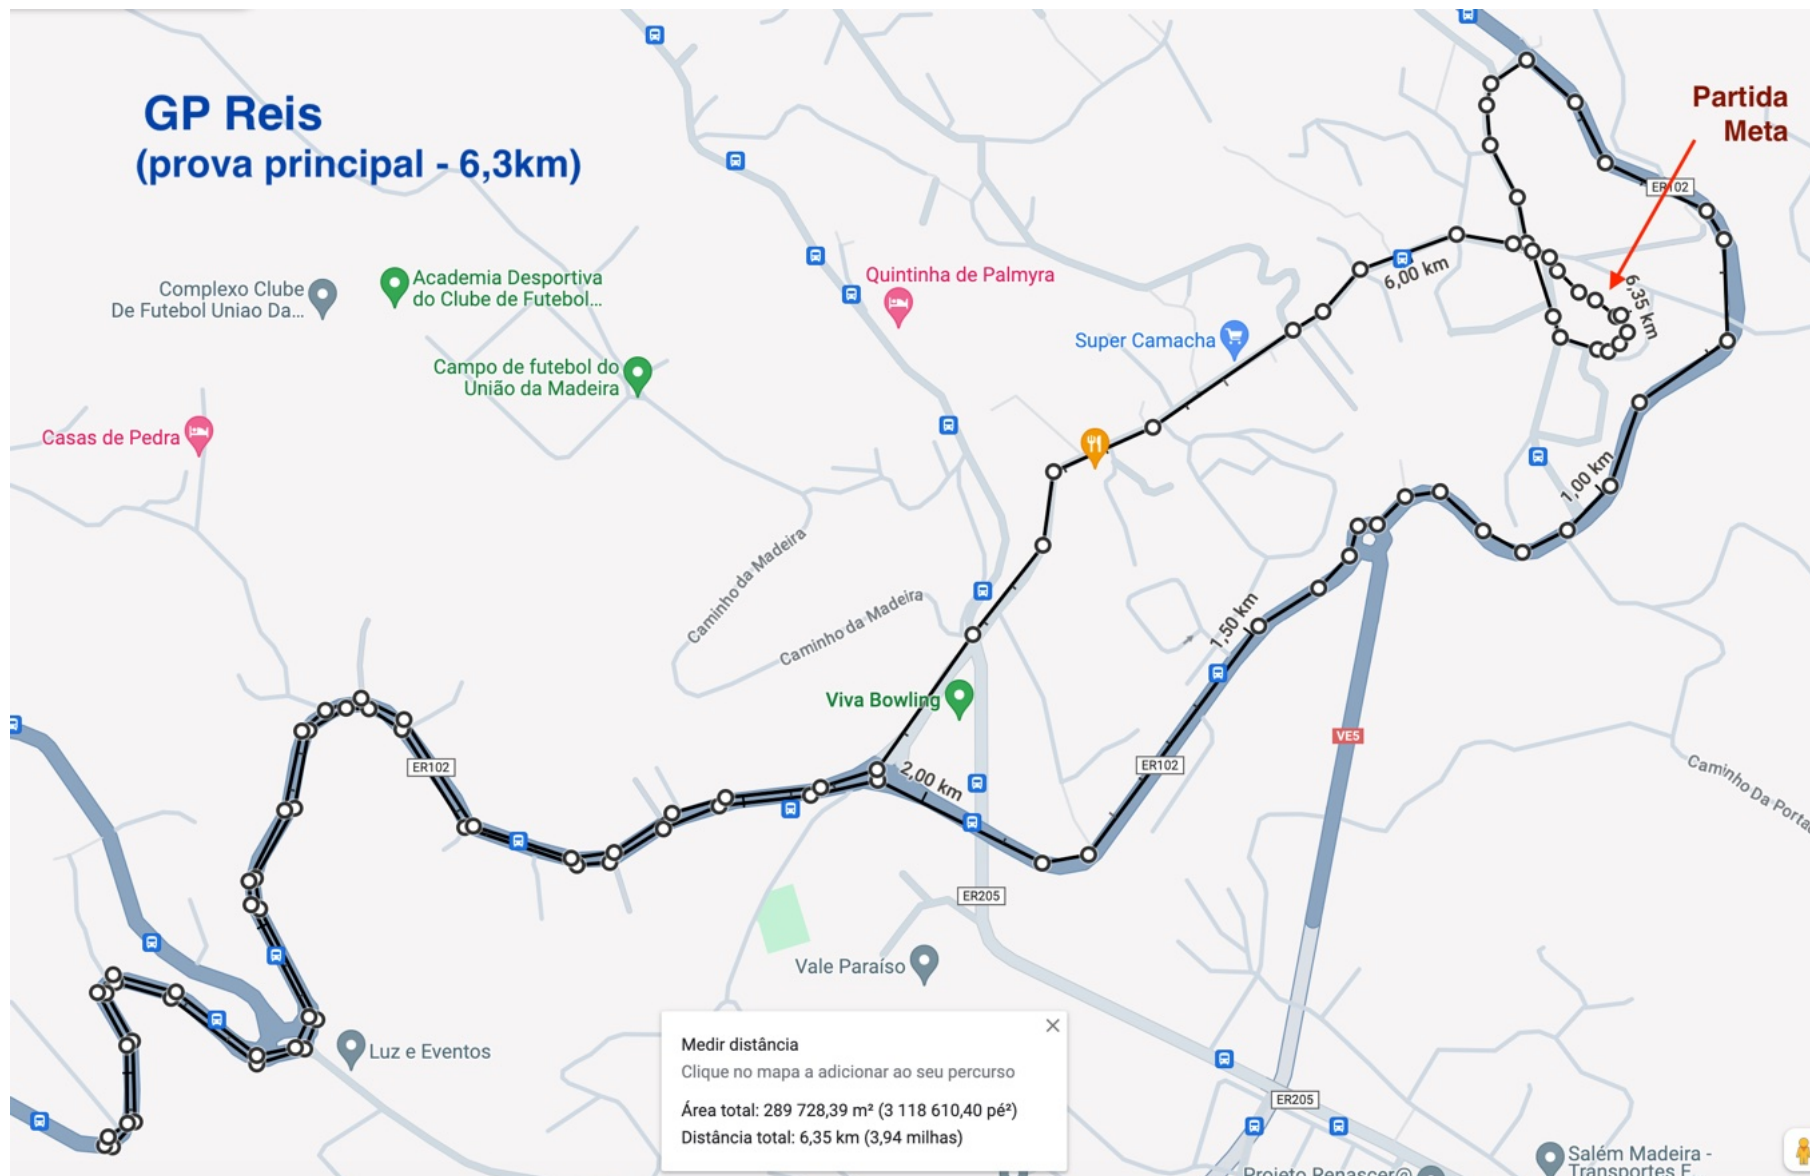 GP Reis
(prova principal - 6,3km)
Partida
Meta
ER102
6,00 km
6,35 km
Complexo Clube
De Futebol Uniao Da...
Academia Desportiva
do Clube de Futebol...
Quintinha de Palmyra
Super Camacha
Campo de futebol do
União da Madeira
Casas de Pedra
1,00 km
Caminho da Madeira
Caminho da Madeira
1,50 km
Viva Bowling
VE5
ER102
2,00 km
ER102
Caminho Da Porta
ER205
Vale Paraíso
Luz e Eventos
Medir distância
Clique no mapa a adicionar ao seu percurso
Área total: 289 728,39 m² (3 118 610,40 pé²)
Distância total: 6,35 km (3,94 milhas)
ER205
Salém Madeira -
Transportes E
Projeto Renascer@